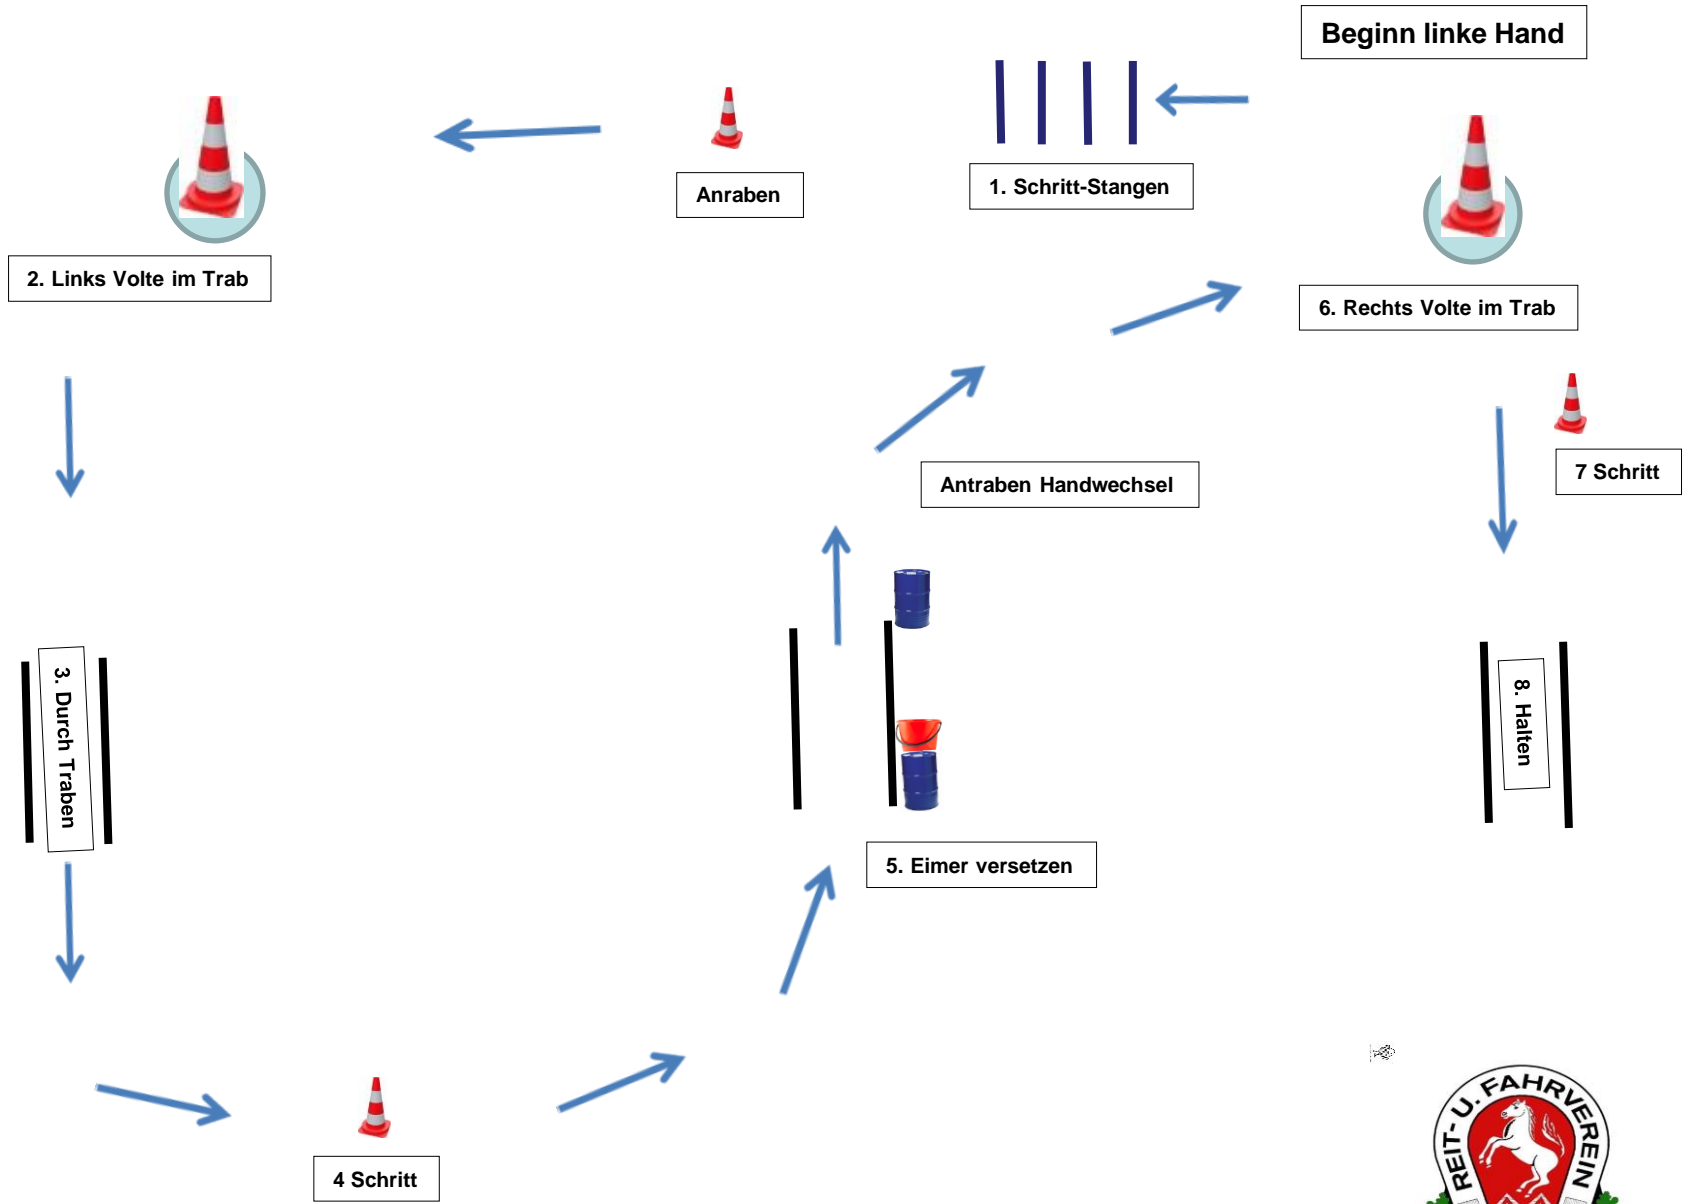 Beginn linke Hand
1. Schritt-Stangen
Anraben
2. Links Volte im Trab
6. Rechts Volte im Trab
7 Schritt
Antraben Handwechsel
3. Durch Traben
8. Halten
5. Eimer versetzen
4 Schritt
REIT- U. FAHRVEREIN